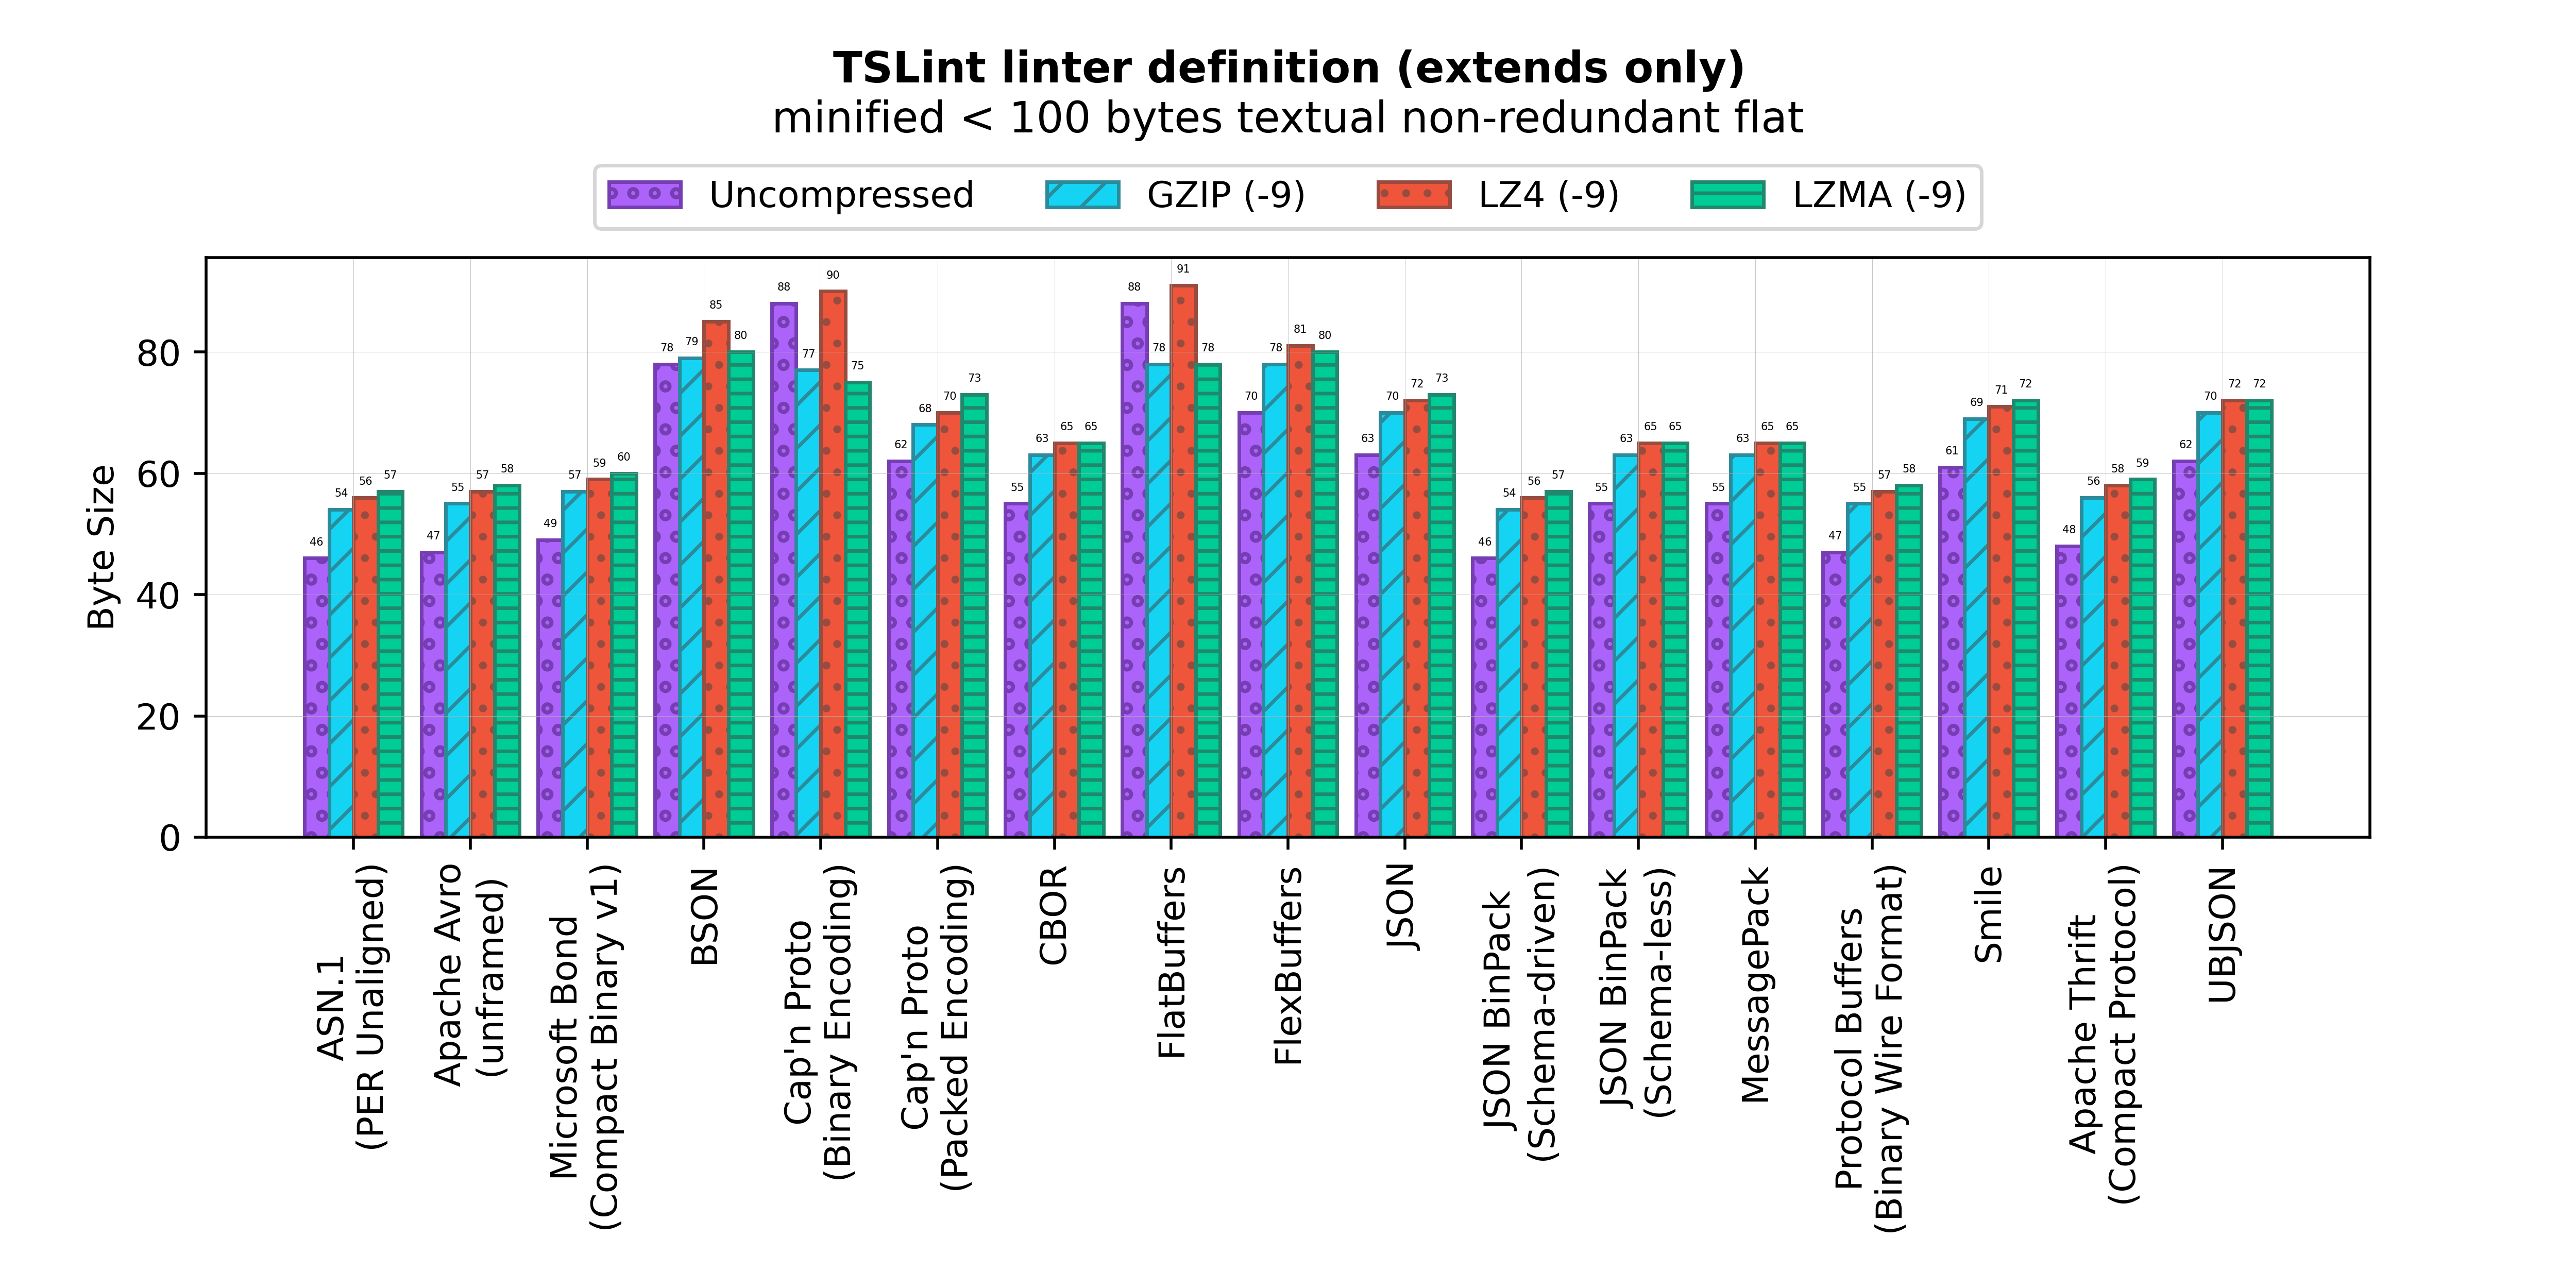 TSLint linter definition (extends only)
minified < 100 bytes textual non-redundant flat
Uncompressed
GZIP (-9)
LZ4 (-9)
LZMA (-9)
Byte Size
80
60
40
20
0
46 54 56 57
47 55 57 58
49 57 59 60
78 79 85 80
88 77 90 75
62 68 70 73
55 63 65 65
88 78 91 78
70 78 81 80
63 70 72 73
46 54 56 57
55 63 65 65
55 63 65 65
47 55 57 58
61 69 71 72
48 56 58 59
62 70 72 72
ASN.1
(PER Unaligned)
Apache Avro
(unframed)
Microsoft Bond
(Compact Binary v1)
BSON
Cap'n Proto
(Binary Encoding)
Cap'n Proto
(Packed Encoding)
CBOR
FlatBuffers
FlexBuffers
JSON
JSON BinPack
(Schema-driven)
JSON BinPack
(Schema-less)
MessagePack
Protocol Buffers
(Binary Wire Format)
Smile
Apache Thrift
(Compact Protocol)
UBJSON